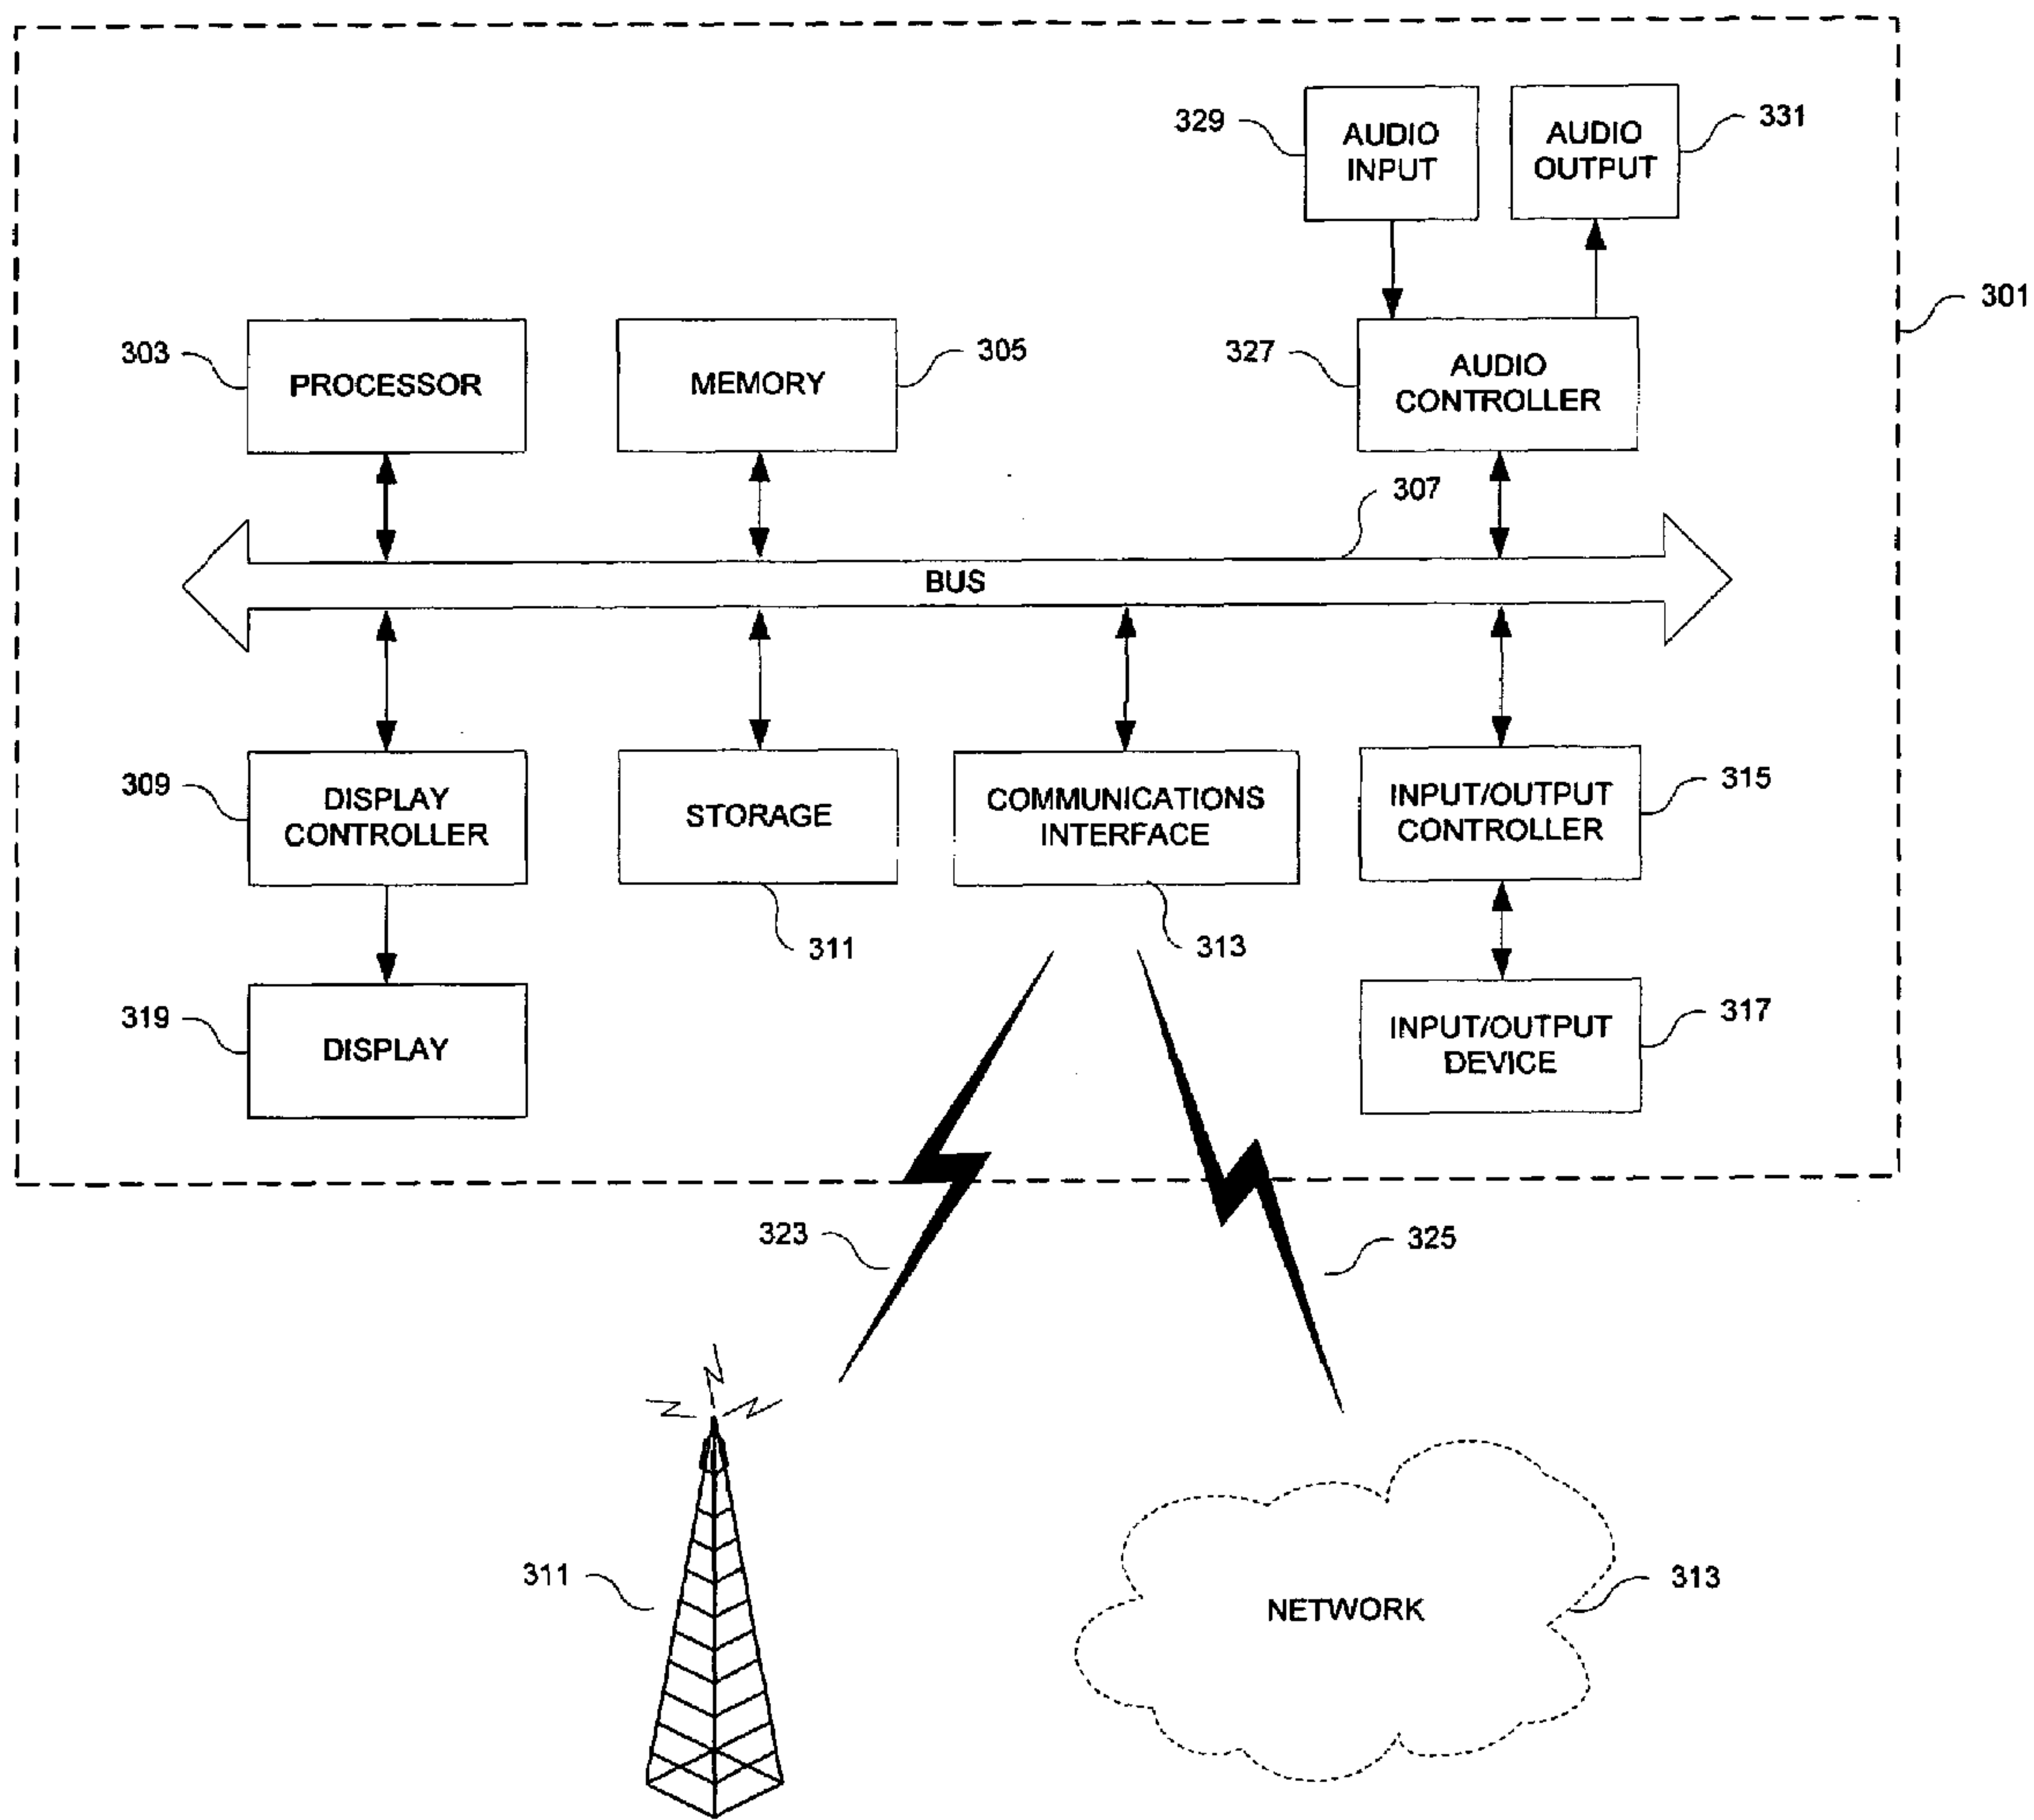 329
AUDIO
INPUT
AUDIO
OUTPUT
331
301
303
PROCESSOR
MEMORY
305
327
AUDIO
CONTROLLER
307
BUS
309
DISPLAY
CONTROLLER
STORAGE
311
COMMUNICATIONS
INTERFACE
313
INPUT/OUTPUT
CONTROLLER
315
319
DISPLAY
INPUT/OUTPUT
DEVICE
317
323
325
311
NETWORK
313